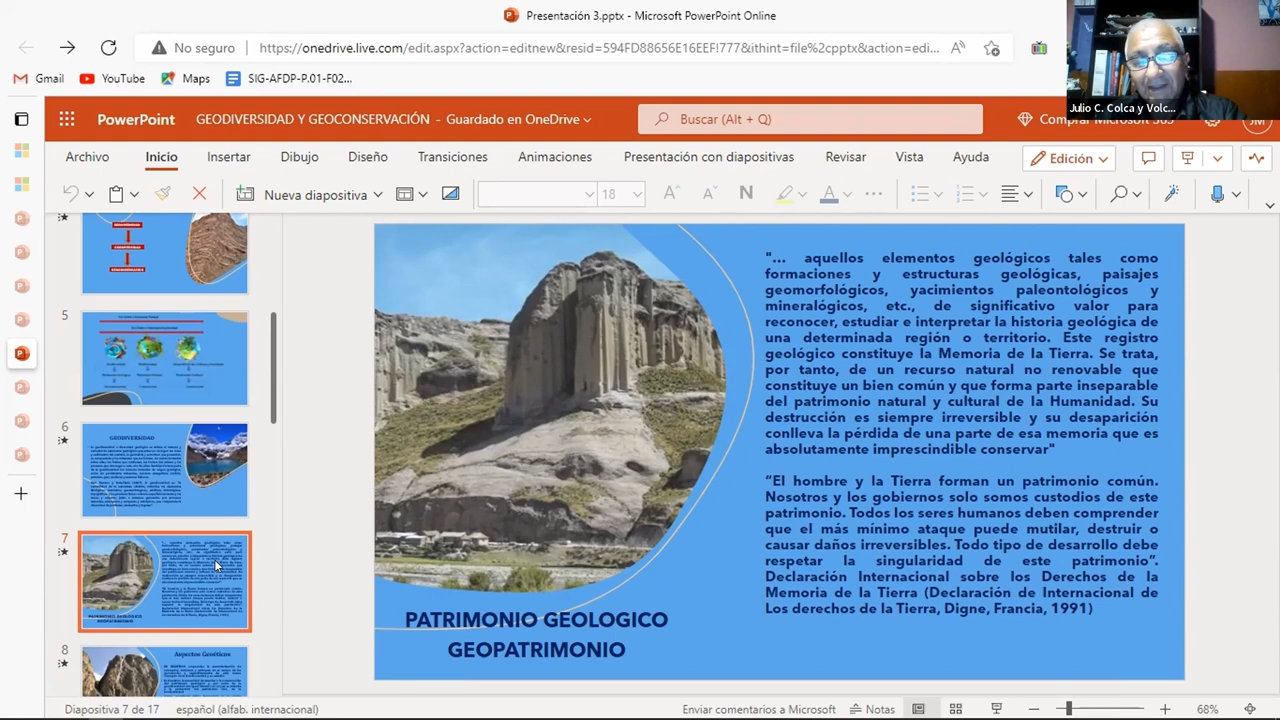 Presentación 3.pptx - Microsoft PowerPoint Online
No seguro
https://onedrive.live.com/edit.aspx?action=editnew&resid=594FD88656E16EEF!777&ithint=file%2cpptx&action=edi...
Julio C. Colca y Volc...
Gmail
YouTube
Maps
SIG-AFDP-P.01-F02...
PowerPoint
GEODIVERSIDAD Y GEOCONSERVACIÓN - Guardado en OneDrive
Buscar (Alt + Q)
Comprar Microsoft 365
JM
Archivo
Inicio
Insertar
Dibujo
Diseño
Transiciones
Animaciones
Presentación con diapositivas
Revisar
Vista
Ayuda
Edición
Nueva diapositiva
18
N
5
6
GEODIVERSIDAD
7
PATRIMONIO GEOLOGICO
GEOPATRIMONIO
8
Aspectos Genéticos
"... aquellos elementos geológicos tales como
formaciones y estructuras geológicas, paisajes
geomorfológicos, yacimientos paleontológicos y
mineralógicos, etc., de significativo valor para
reconocer, estudiar e interpretar la historia geológica de
una determinada región o territorio. Este registro
geológico constituye la Memoria de la Tierra. Se trata,
por tanto, de un recurso natural no renovable que
constituye un bien común y que forma parte inseparable
del patrimonio natural y cultural de la Humanidad. Su
destrucción es siempre irreversible y su desaparición
conlleva la pérdida de una parte de esa memoria que es
absolutamente imprescindible conservar"
"El Hombre y la Tierra forman un patrimonio común.
Nosotros y los gobiernos solo somos custodios de este
patrimonio. Todos los seres humanos deben comprender
que el más mínimo ataque puede mutilar, destruir o
causar daños irreversibles. Todo tipo de desarrollo debe
respetar la singularidad de este patrimonio". 
Declaración Internacional sobre los Derechos de la
Memoria de la Tierra (Declaración de Internacional de
Los derechos de la Tierra, Digne, Francia 1991)
PATRIMONIO GEOLOGICO
GEOPATRIMONIO
Diapositiva 7 de 17
español (alfab. internacional)
Enviar comentarios a Microsoft
Notas
68%